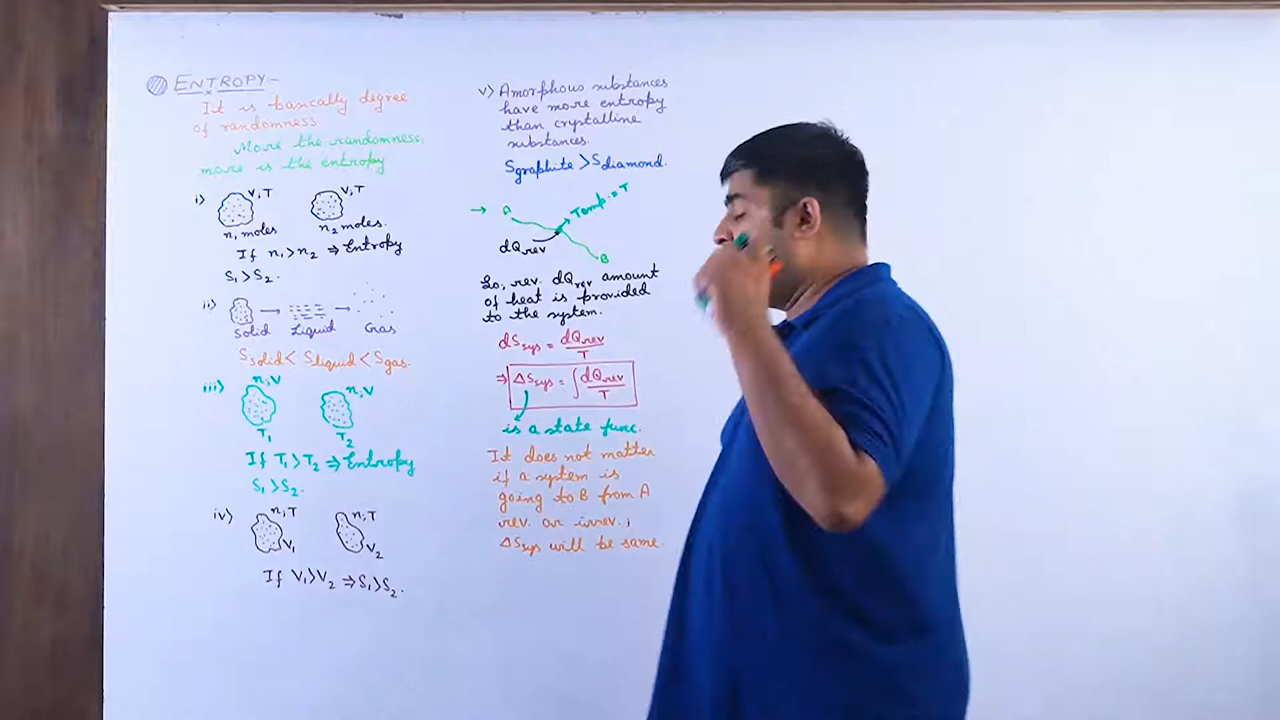 ENTROPY-
It is basically degree
of randomness
More the randomness,
more is the entropy
i) V, T V, T
n₁ moles n₂ moles.
If n₁ > n₂ ⇒ Entropy
S₁ > S₂.
ii)
Solid → Liquid → Gas
Ssolid < Sliquid < Sgas.
iii) n, V n, V
T₁ T₂
If T₁ > T₂ ⇒ Entropy
S₁ > S₂.
iv) n, T n, T
V₁ V₂
If V₁ > V₂ ⇒ S₁ > S₂.
v) Amorphous substances
have more entropy
than crystalline
substances.
Sgraphite > Sdiamond.
→ A Temp. = T
dQrev B
So, rev. dQrev amount
of heat is provided
to the system.
dSsys = dQrev/T
⇒ ΔSsys = ∫ dQrev/T
is a state func.
It does not matter
if a system is
going to B from A
rev. or irrev.,
ΔSsys will be same.